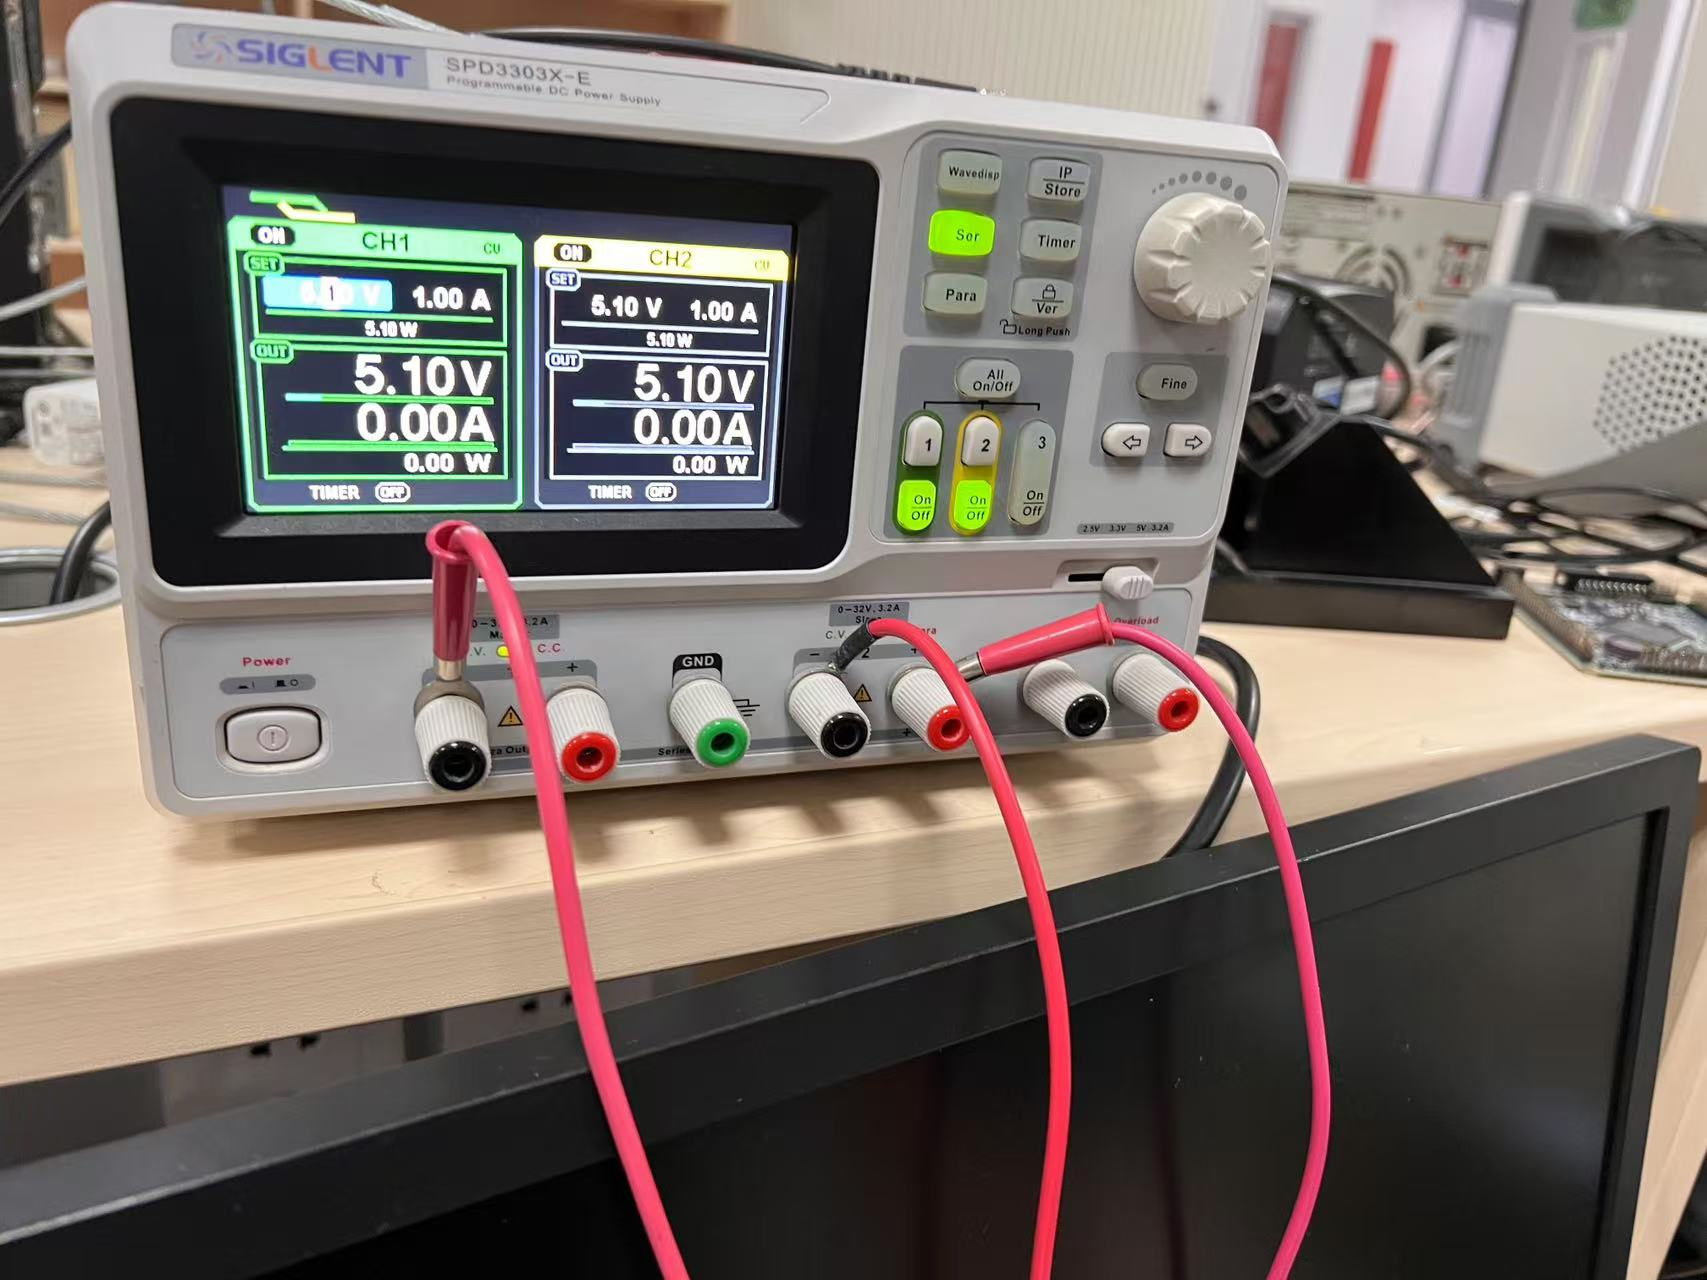 SIGLENT
SPD3303X-E
Programmable DC Power Supply
ON CH1 CV
SET
V 1.00 A
5.10 W
OUT
5.10V
0.00A
0.00 W
TIMER OFF
ON CH2 CV
SET
5.10 V 1.00 A
5.10 W
OUT
5.10V
0.00A
0.00 W
TIMER OFF
Wavedisp
IP
Store
Ser
Timer
Para
Ver
Long Push
All
On/Off
1
2
3
On
Off
On
Off
On
Off
Fine
2.5V 3.3V 5V 3.2A
Power
C.C.
+
GND
0-32V, 3.2A
C.V.
Overload
-
+